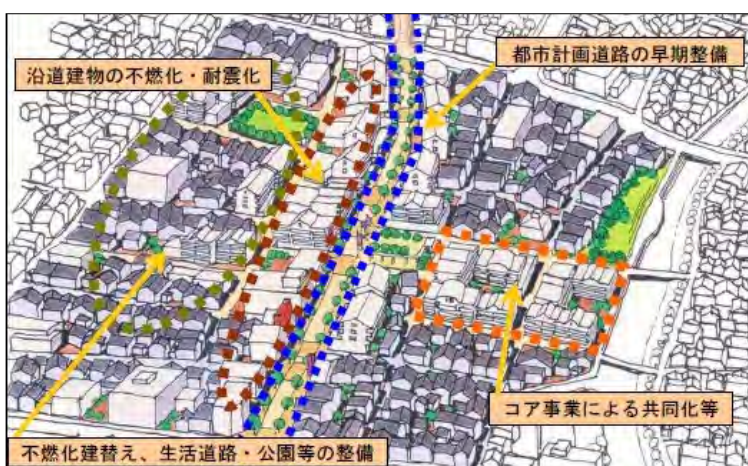 都市計画道路の早期整備
沿道建物の不燃化・耐震化
コア事業による共同化等
不燃化建替え、生活道路・公園等の整備